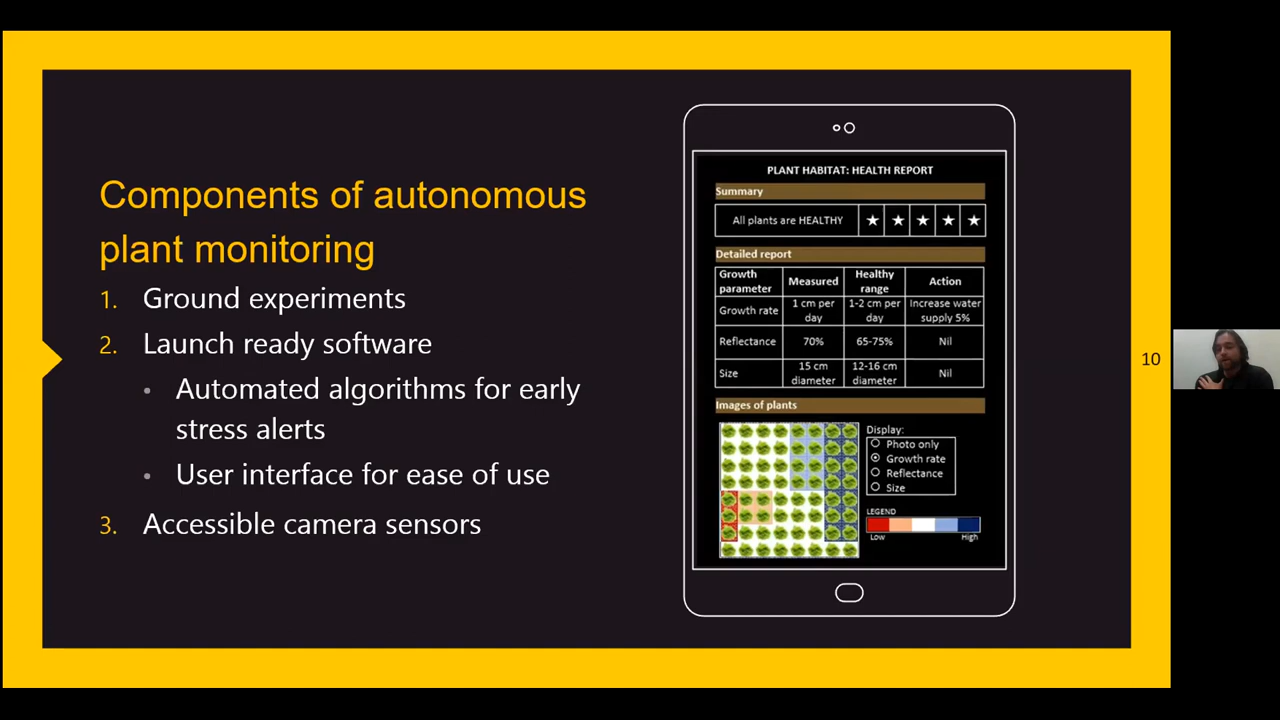 Components of autonomous
plant monitoring
1. Ground experiments
2. Launch ready software
• Automated algorithms for early
stress alerts
• User interface for ease of use
3. Accessible camera sensors
PLANT HABITAT: HEALTH REPORT
Summary
All plants are HEALTHY ★ ★ ★ ★ ★
Detailed report
Growth parameter Measured Healthy range Action
Growth rate 1 cm per day 1-2 cm per day Increase water supply 5%
Reflectance 70% 65-75% Nil
Size 15 cm diameter 12-16 cm diameter Nil
Images of plants
Display:
Photo only
Growth rate
Reflectance
Size
LEGEND
Low High
10